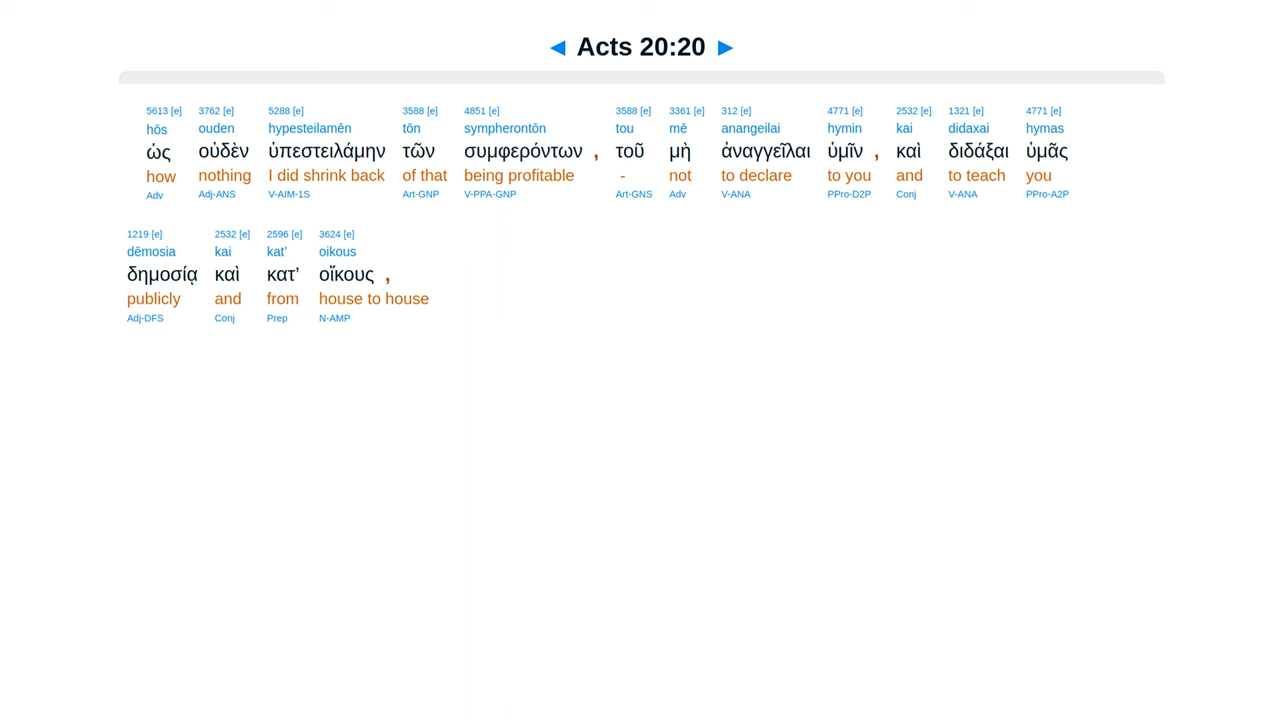 ◄ Acts 20:20 ►
5613 [e] 3762 [e] 5288 [e] 3588 [e] 4851 [e] 3588 [e] 3361 [e] 312 [e] 4771 [e] 2532 [e] 1321 [e] 4771 [e]
hōs ouden hypesteilamēn tōn sympherontōn tou mē anangeilai hymin kai didaxai hymas
ὡς οὐδὲν ὑπεστειλάμην τῶν συμφερόντων , τοῦ μὴ ἀναγγεῖλαι ὑμῖν , καὶ διδάξαι ὑμᾶς
how nothing I did shrink back of that being profitable - not to declare to you and to teach you
Adv Adj-ANS V-AIM-1S Art-GNP V-PPA-GNP Art-GNS Adv V-ANA PPro-D2P Conj V-ANA PPro-A2P
1219 [e] 2532 [e] 2596 [e] 3624 [e]
dēmosia kai kat’ oikous
δημοσίᾳ καὶ κατ’ οἴκους ,
publicly and from house to house
Adj-DFS Conj Prep N-AMP